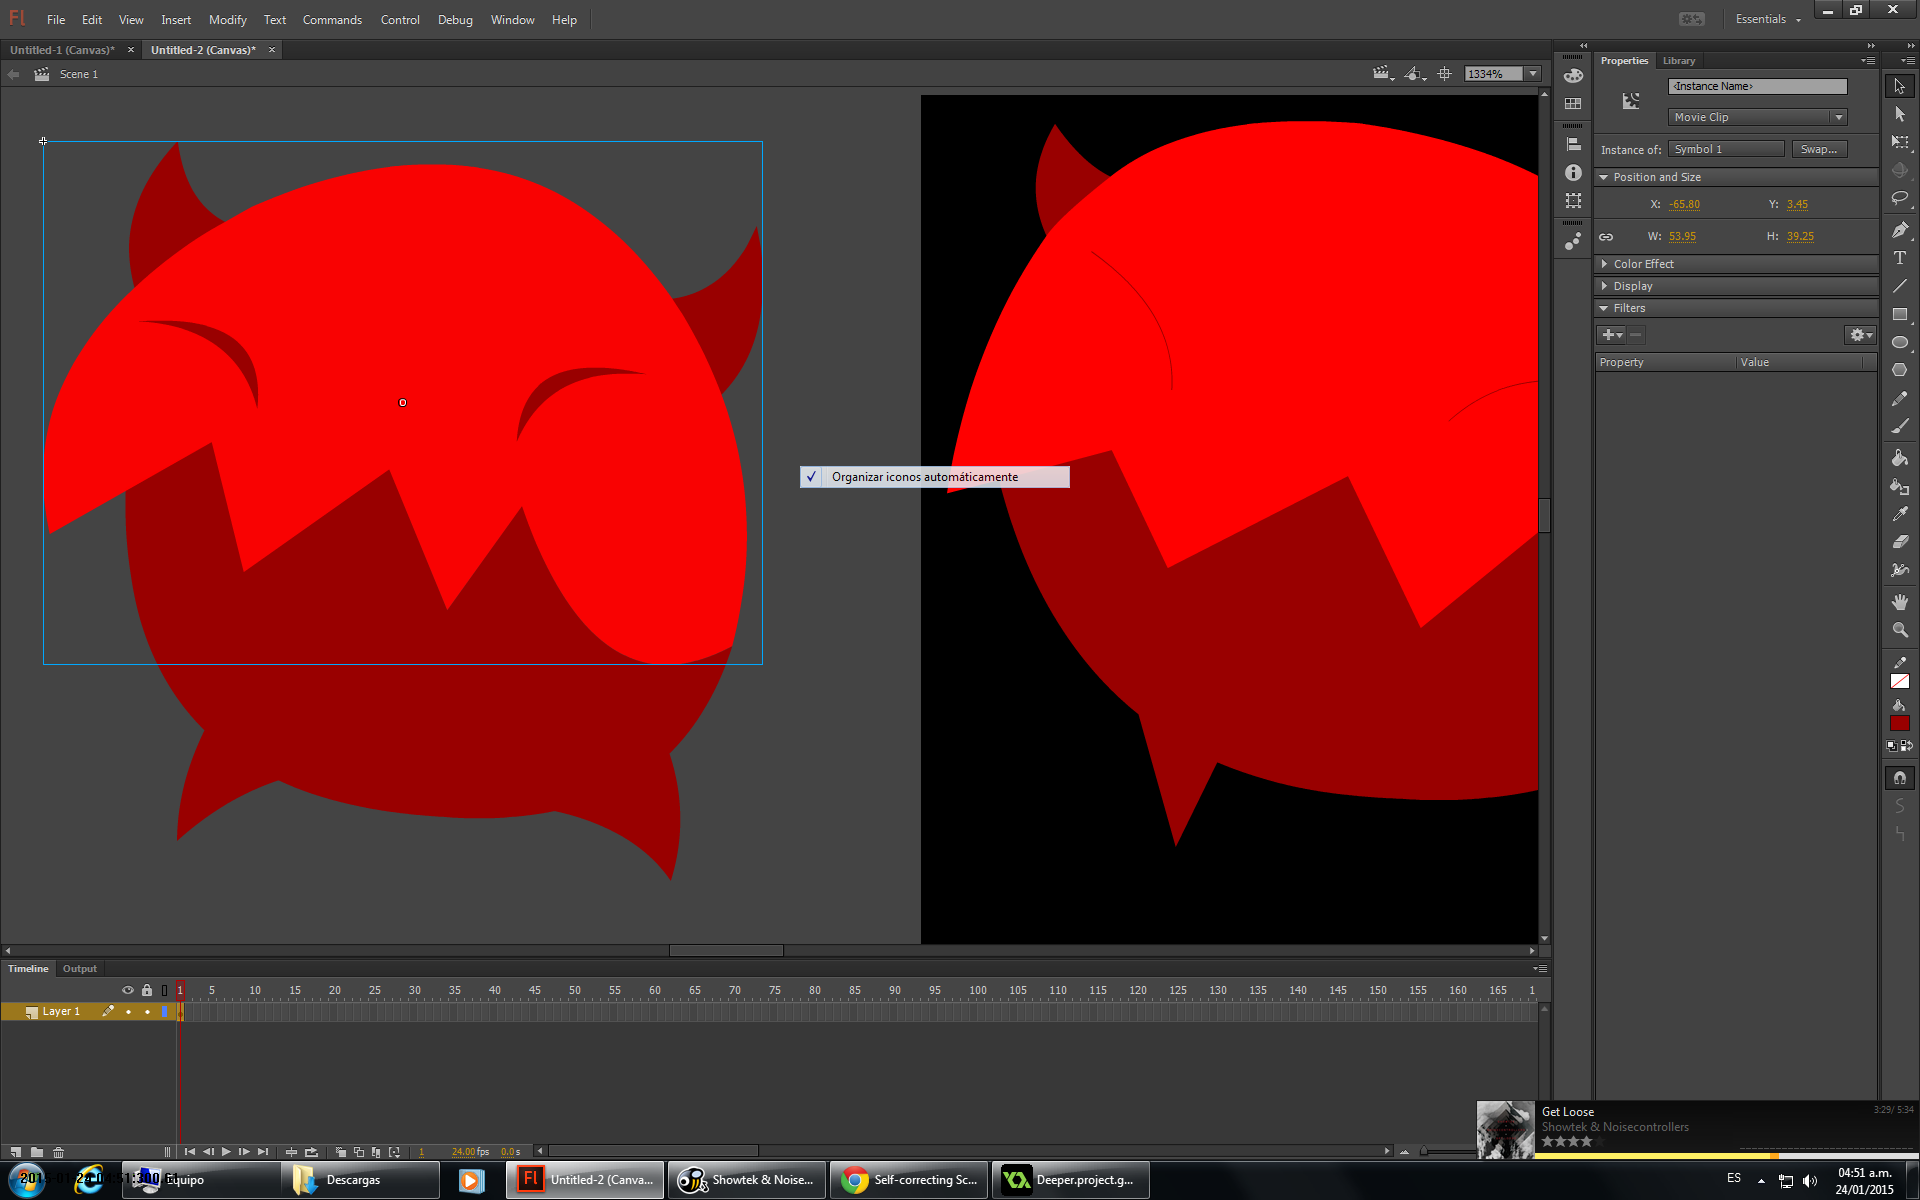 Fl File Edit View Insert Modify Text Commands Control Debug Window Help Essentials
Untitled-1 (Canvas)* × Untitled-2 (Canvas)* ×
Scene 1 1334%
Properties Library
<Instance Name>
Movie Clip
Instance of: Symbol 1 Swap...
Position and Size
X: -65.80 Y: 3.45
W: 53.95 H: 39.25
Color Effect
Display
Filters
Property Value
✓ Organizar iconos automáticamente
Timeline Output
1 5 10 15 20 25 30 35 40 45 50 55 60 65 70 75 80 85 90 95 100 105 110 115 120 125 130 135 140 145 150 155 160 165 1
Layer 1
1 24.00 fps 0.0 s
Get Loose 3:29/ 5:34
Showtek & Noisecontrollers
Equipo Descargas Fl Untitled-2 (Canva... Showtek & Noise... Self-correcting Sc... Deeper.project.g... ES 04:51 a.m.
24/01/2015